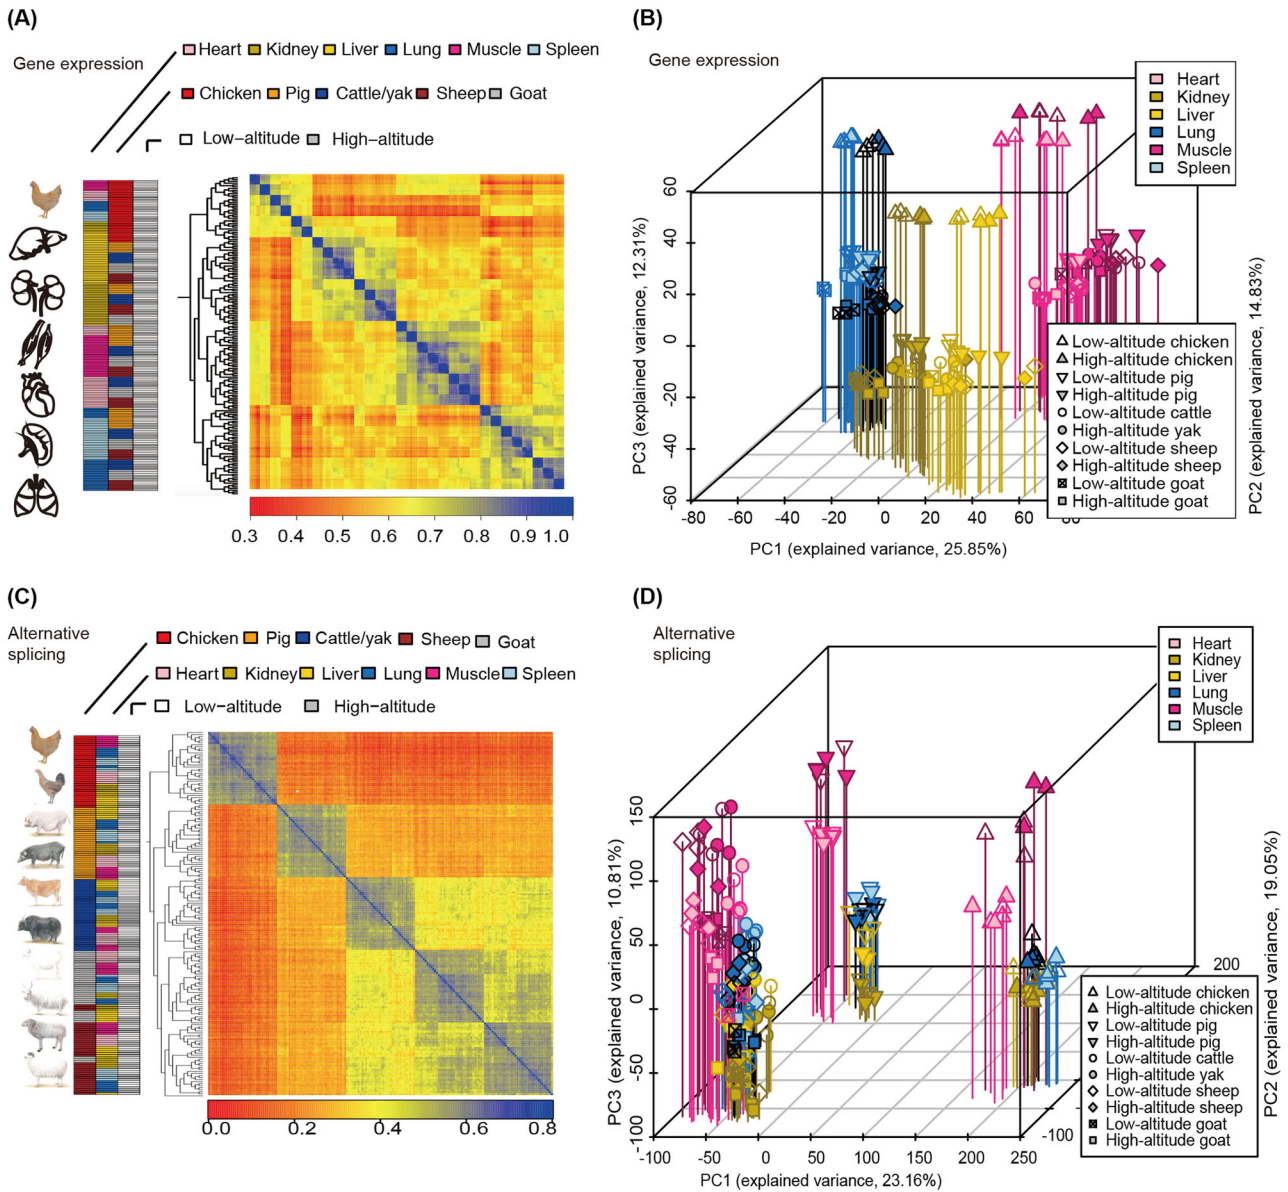 (A)
Gene expression
Heart Kidney Liver Lung Muscle Spleen
Chicken Pig Cattle/yak Sheep Goat
Low-altitude High-altitude
0.3 0.4 0.5 0.6 0.7 0.8 0.9 1.0
(B)
Gene expression
Heart
Kidney
Liver
Lung
Muscle
Spleen
60
40
20
0
-20
-40
-60
PC3 (explained variance, 12.31%)
-80 -60 -40 -20 0 20 40 60
PC1 (explained variance, 25.85%)
PC2 (explained variance, 14.83%)
Low-altitude chicken
High-altitude chicken
Low-altitude pig
High-altitude pig
Low-altitude cattle
High-altitude yak
Low-altitude sheep
High-altitude sheep
Low-altitude goat
High-altitude goat
(C)
Alternative
splicing
Chicken Pig Cattle/yak Sheep Goat
Heart Kidney Liver Lung Muscle Spleen
Low-altitude High-altitude
0.0 0.2 0.4 0.6 0.8
(D)
Alternative
splicing
Heart
Kidney
Liver
Lung
Muscle
Spleen
150
100
50
0
-50
-100
PC3 (explained variance, 10.81%)
-100 -50 0 50 100 150 200 250
PC1 (explained variance, 23.16%)
200
-100
PC2 (explained variance, 19.05%)
Low-altitude chicken
High-altitude chicken
Low-altitude pig
High-altitude pig
Low-altitude cattle
High-altitude yak
Low-altitude sheep
High-altitude sheep
Low-altitude goat
High-altitude goat